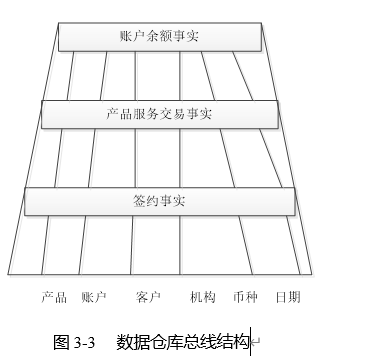 账户余额事实
产品服务交易事实
签约事实
产品 账户 客户 机构 币种 日期
图 3-3 数据仓库总线结构